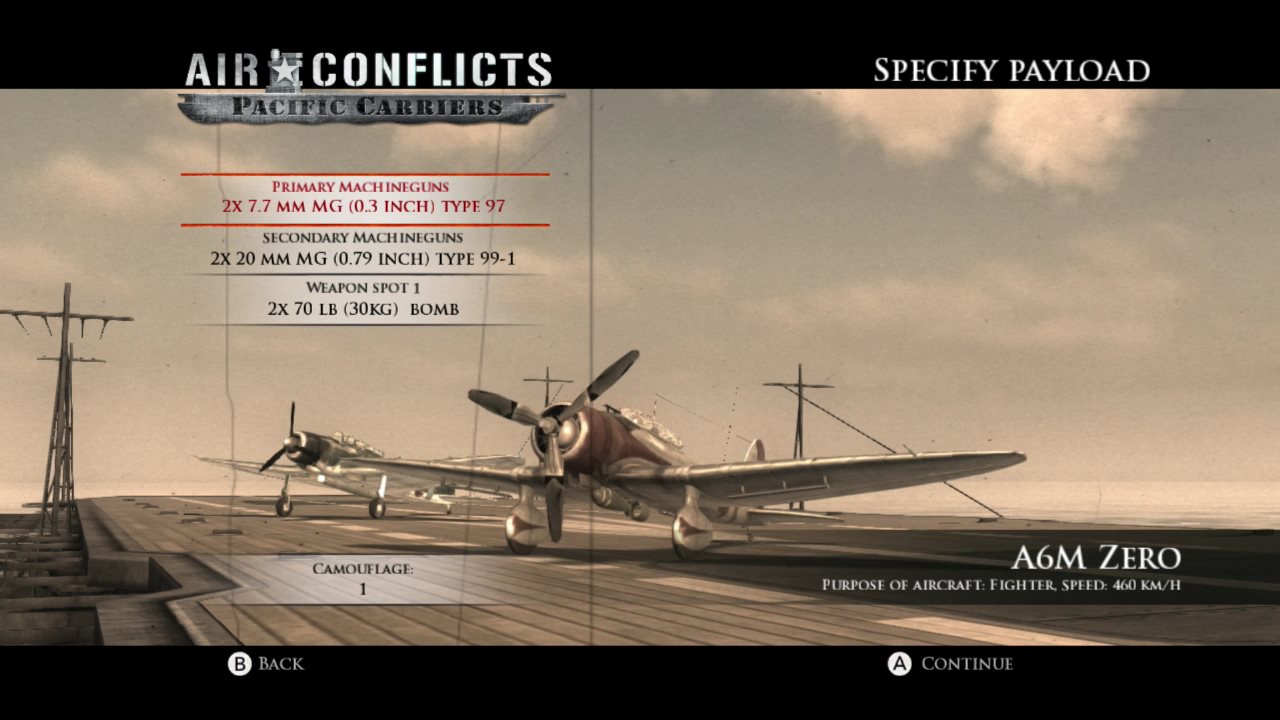 AIR CONFLICTS
PACIFIC CARRIERS
SPECIFY PAYLOAD
PRIMARY MACHINEGUNS
2X 7.7 MM MG (0.3 INCH) TYPE 97
SECONDARY MACHINEGUNS
2X 20 MM MG (0.79 INCH) TYPE 99-1
WEAPON SPOT 1
2X 70 LB (30KG) BOMB
CAMOUFLAGE:
1
A6M ZERO
PURPOSE OF AIRCRAFT: FIGHTER, SPEED: 460 KM/H
B BACK
A CONTINUE